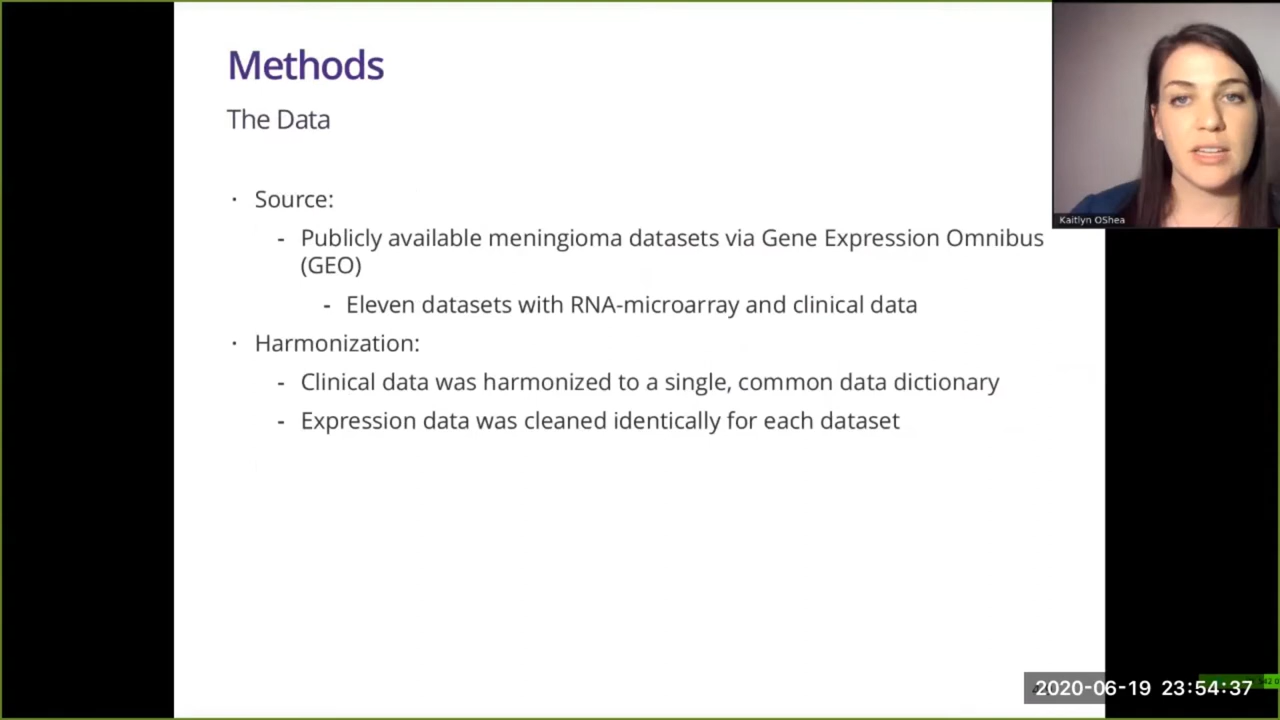 Methods
The Data
· Source:
- Publicly available meningioma datasets via Gene Expression Omnibus
(GEO)
- Eleven datasets with RNA-microarray and clinical data
· Harmonization:
- Clinical data was harmonized to a single, common data dictionary
- Expression data was cleaned identically for each dataset
Kaitlyn OShea
2020-06-19 23:54:37